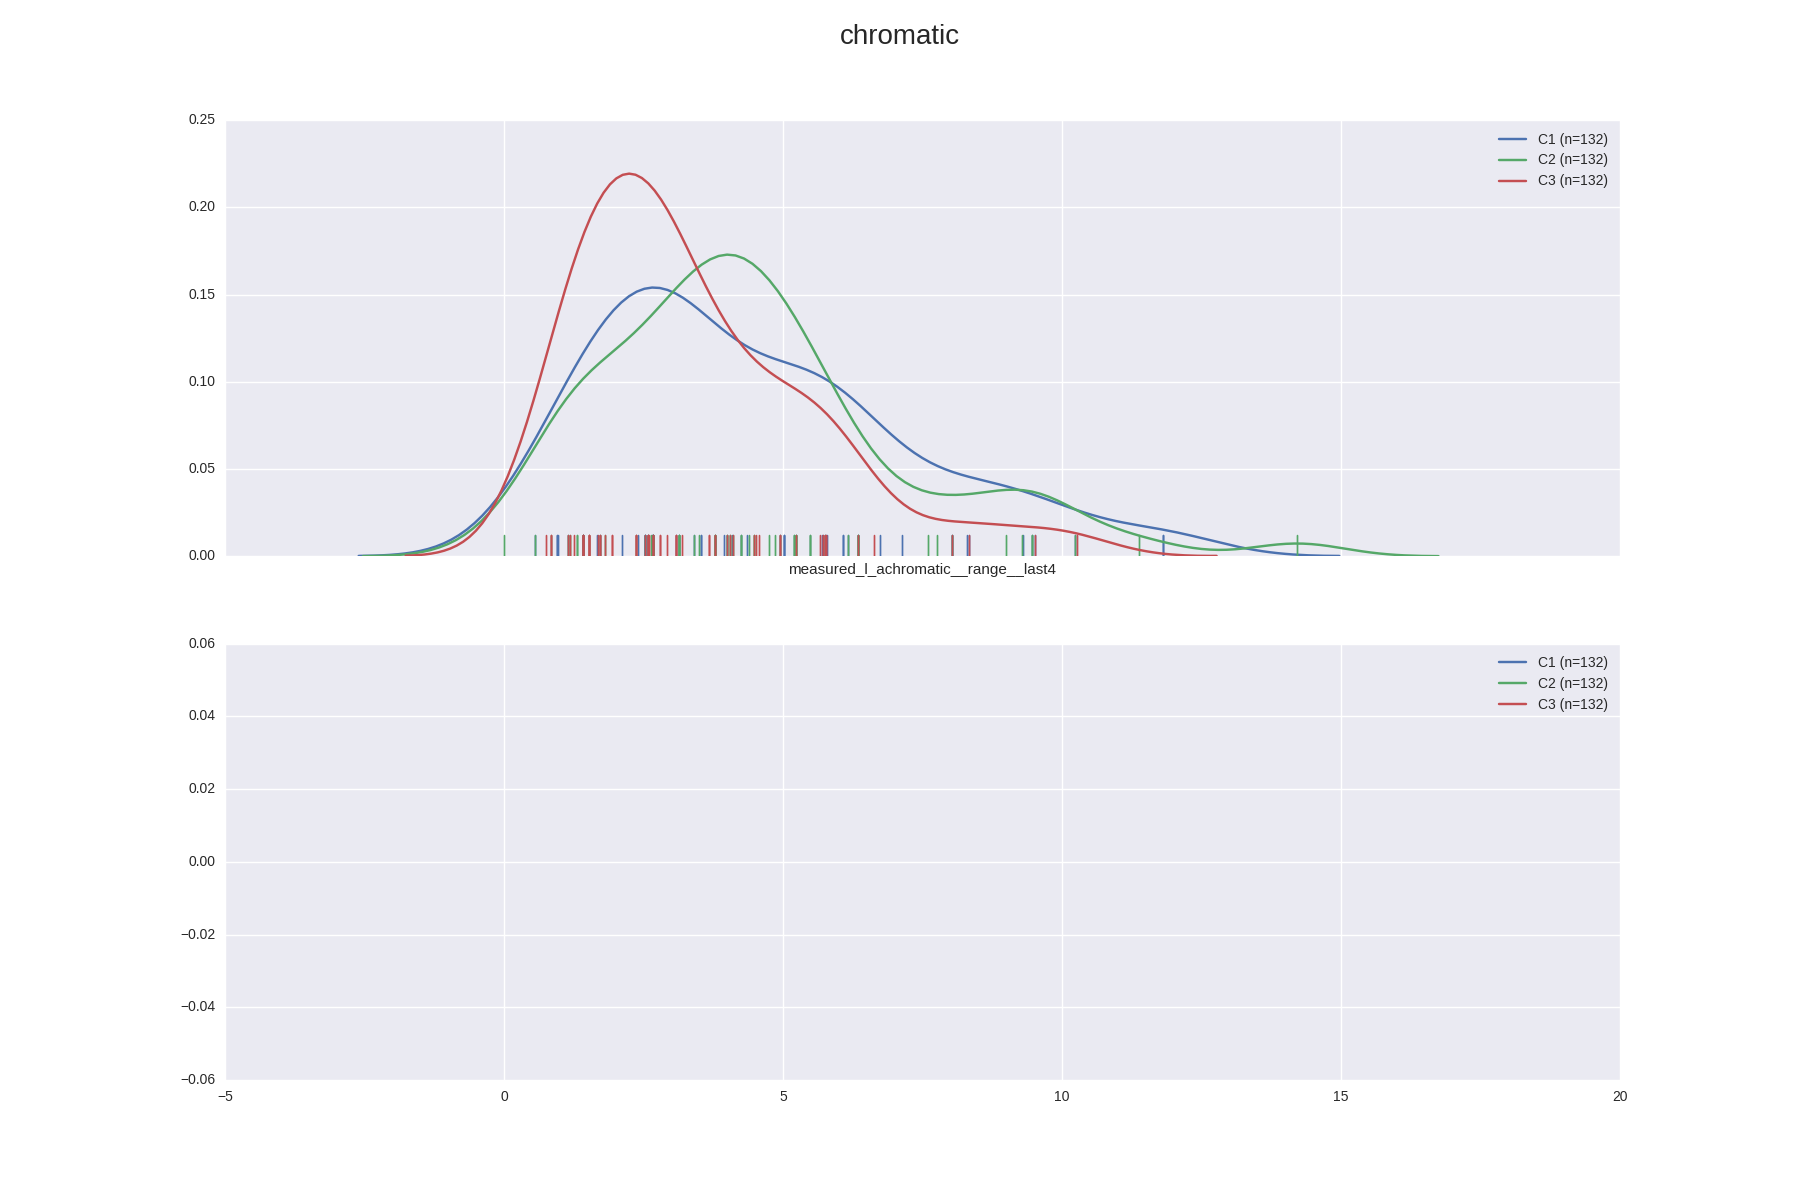 chromatic
0.25
0.20
0.15
0.10
0.05
0.00
C1 (n=132)
C2 (n=132)
C3 (n=132)
measured_l_achromatic__range__last4
0.06
0.04
0.02
0.00
−0.02
−0.04
−0.06
C1 (n=132)
C2 (n=132)
C3 (n=132)
−5 0 5 10 15 20